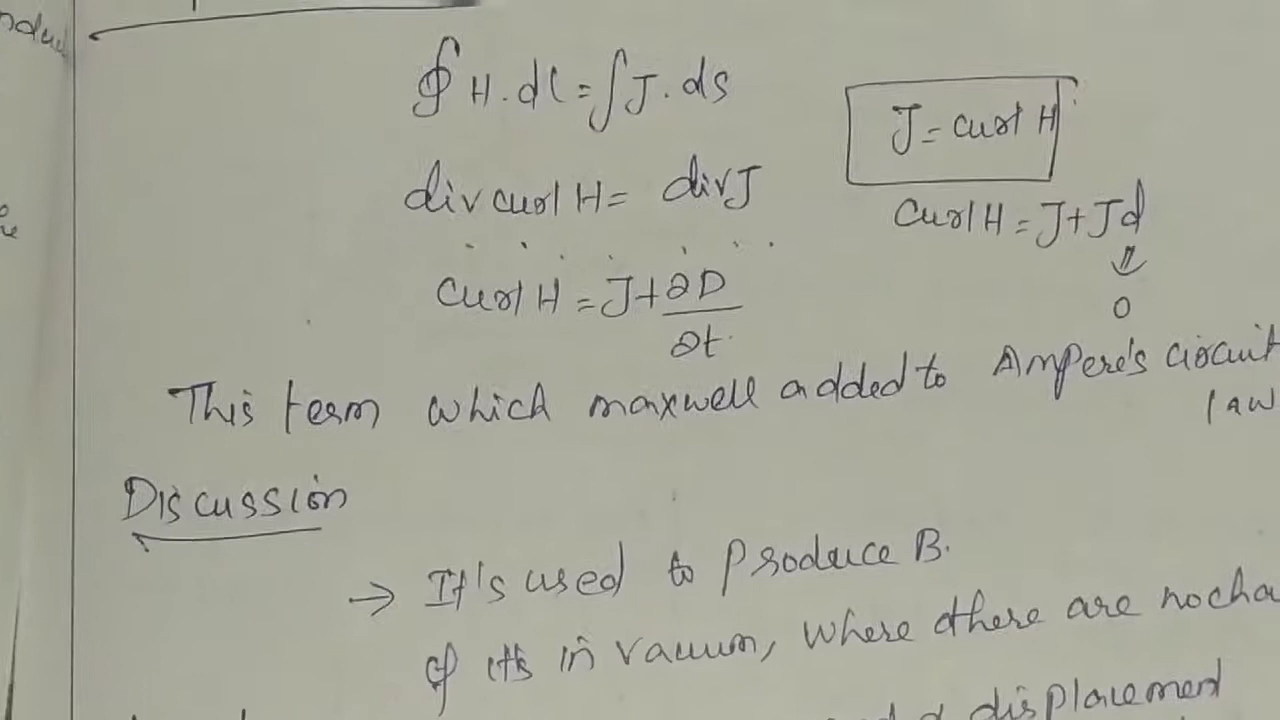 ∮ H. dl = ∫ J. ds
J = curl H
div curl H = div J
Curl H = J + Jd
↓
0
Curl H = J + ∂D/∂t
This term which maxwell added to Ampere's circuit
law
Discussion
→ It's used to produce B.
If it's in vacuum, where there are no cha
displacement